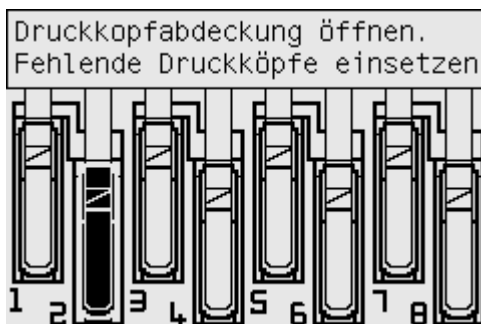 Druckkopfabdeckung öffnen.
Fehlende Druckköpfe einsetzen
1 2 3 4 5 6 7 8